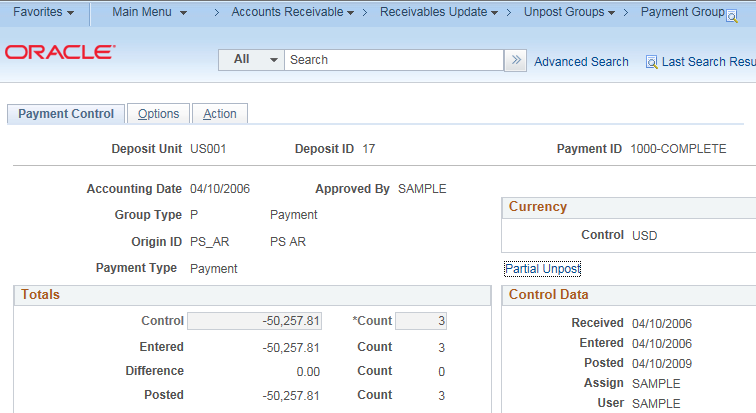 Favorites Main Menu > Accounts Receivable > Receivables Update > Unpost Groups > Payment Group
ORACLE
All Search » Advanced Search Last Search Resu
Payment Control Options Action
Deposit Unit US001 Deposit ID 17 Payment ID 1000-COMPLETE
Accounting Date 04/10/2006 Approved By SAMPLE
Group Type P Payment
Currency
Origin ID PS_AR PS AR
Control USD
Payment Type Payment
Partial Unpost
Totals
Control Data
Control -50,257.81 *Count 3
Received 04/10/2006
Entered -50,257.81 Count 3
Entered 04/10/2006
Difference 0.00 Count 0
Posted 04/10/2009
Assign SAMPLE
Posted -50,257.81 Count 3
User SAMPLE